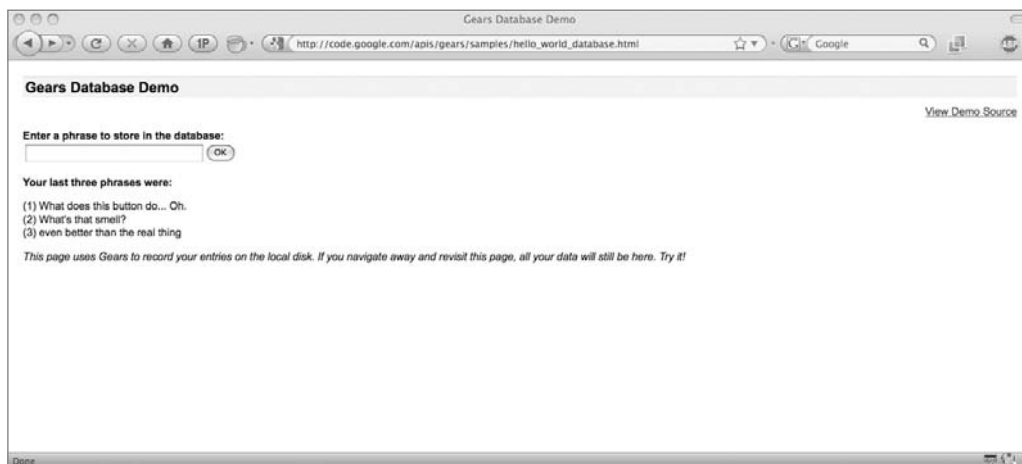 Gears Database Demo
1P
http://code.google.com/apis/gears/samples/hello_world_database.html
G
Google
Gears Database Demo
View Demo Source
Enter a phrase to store in the database:
OK
Your last three phrases were:
(1) What does this button do... Oh.
(2) What's that smell?
(3) even better than the real thing
This page uses Gears to record your entries on the local disk. If you navigate away and revisit this page, all your data will still be here. Try it!
Done